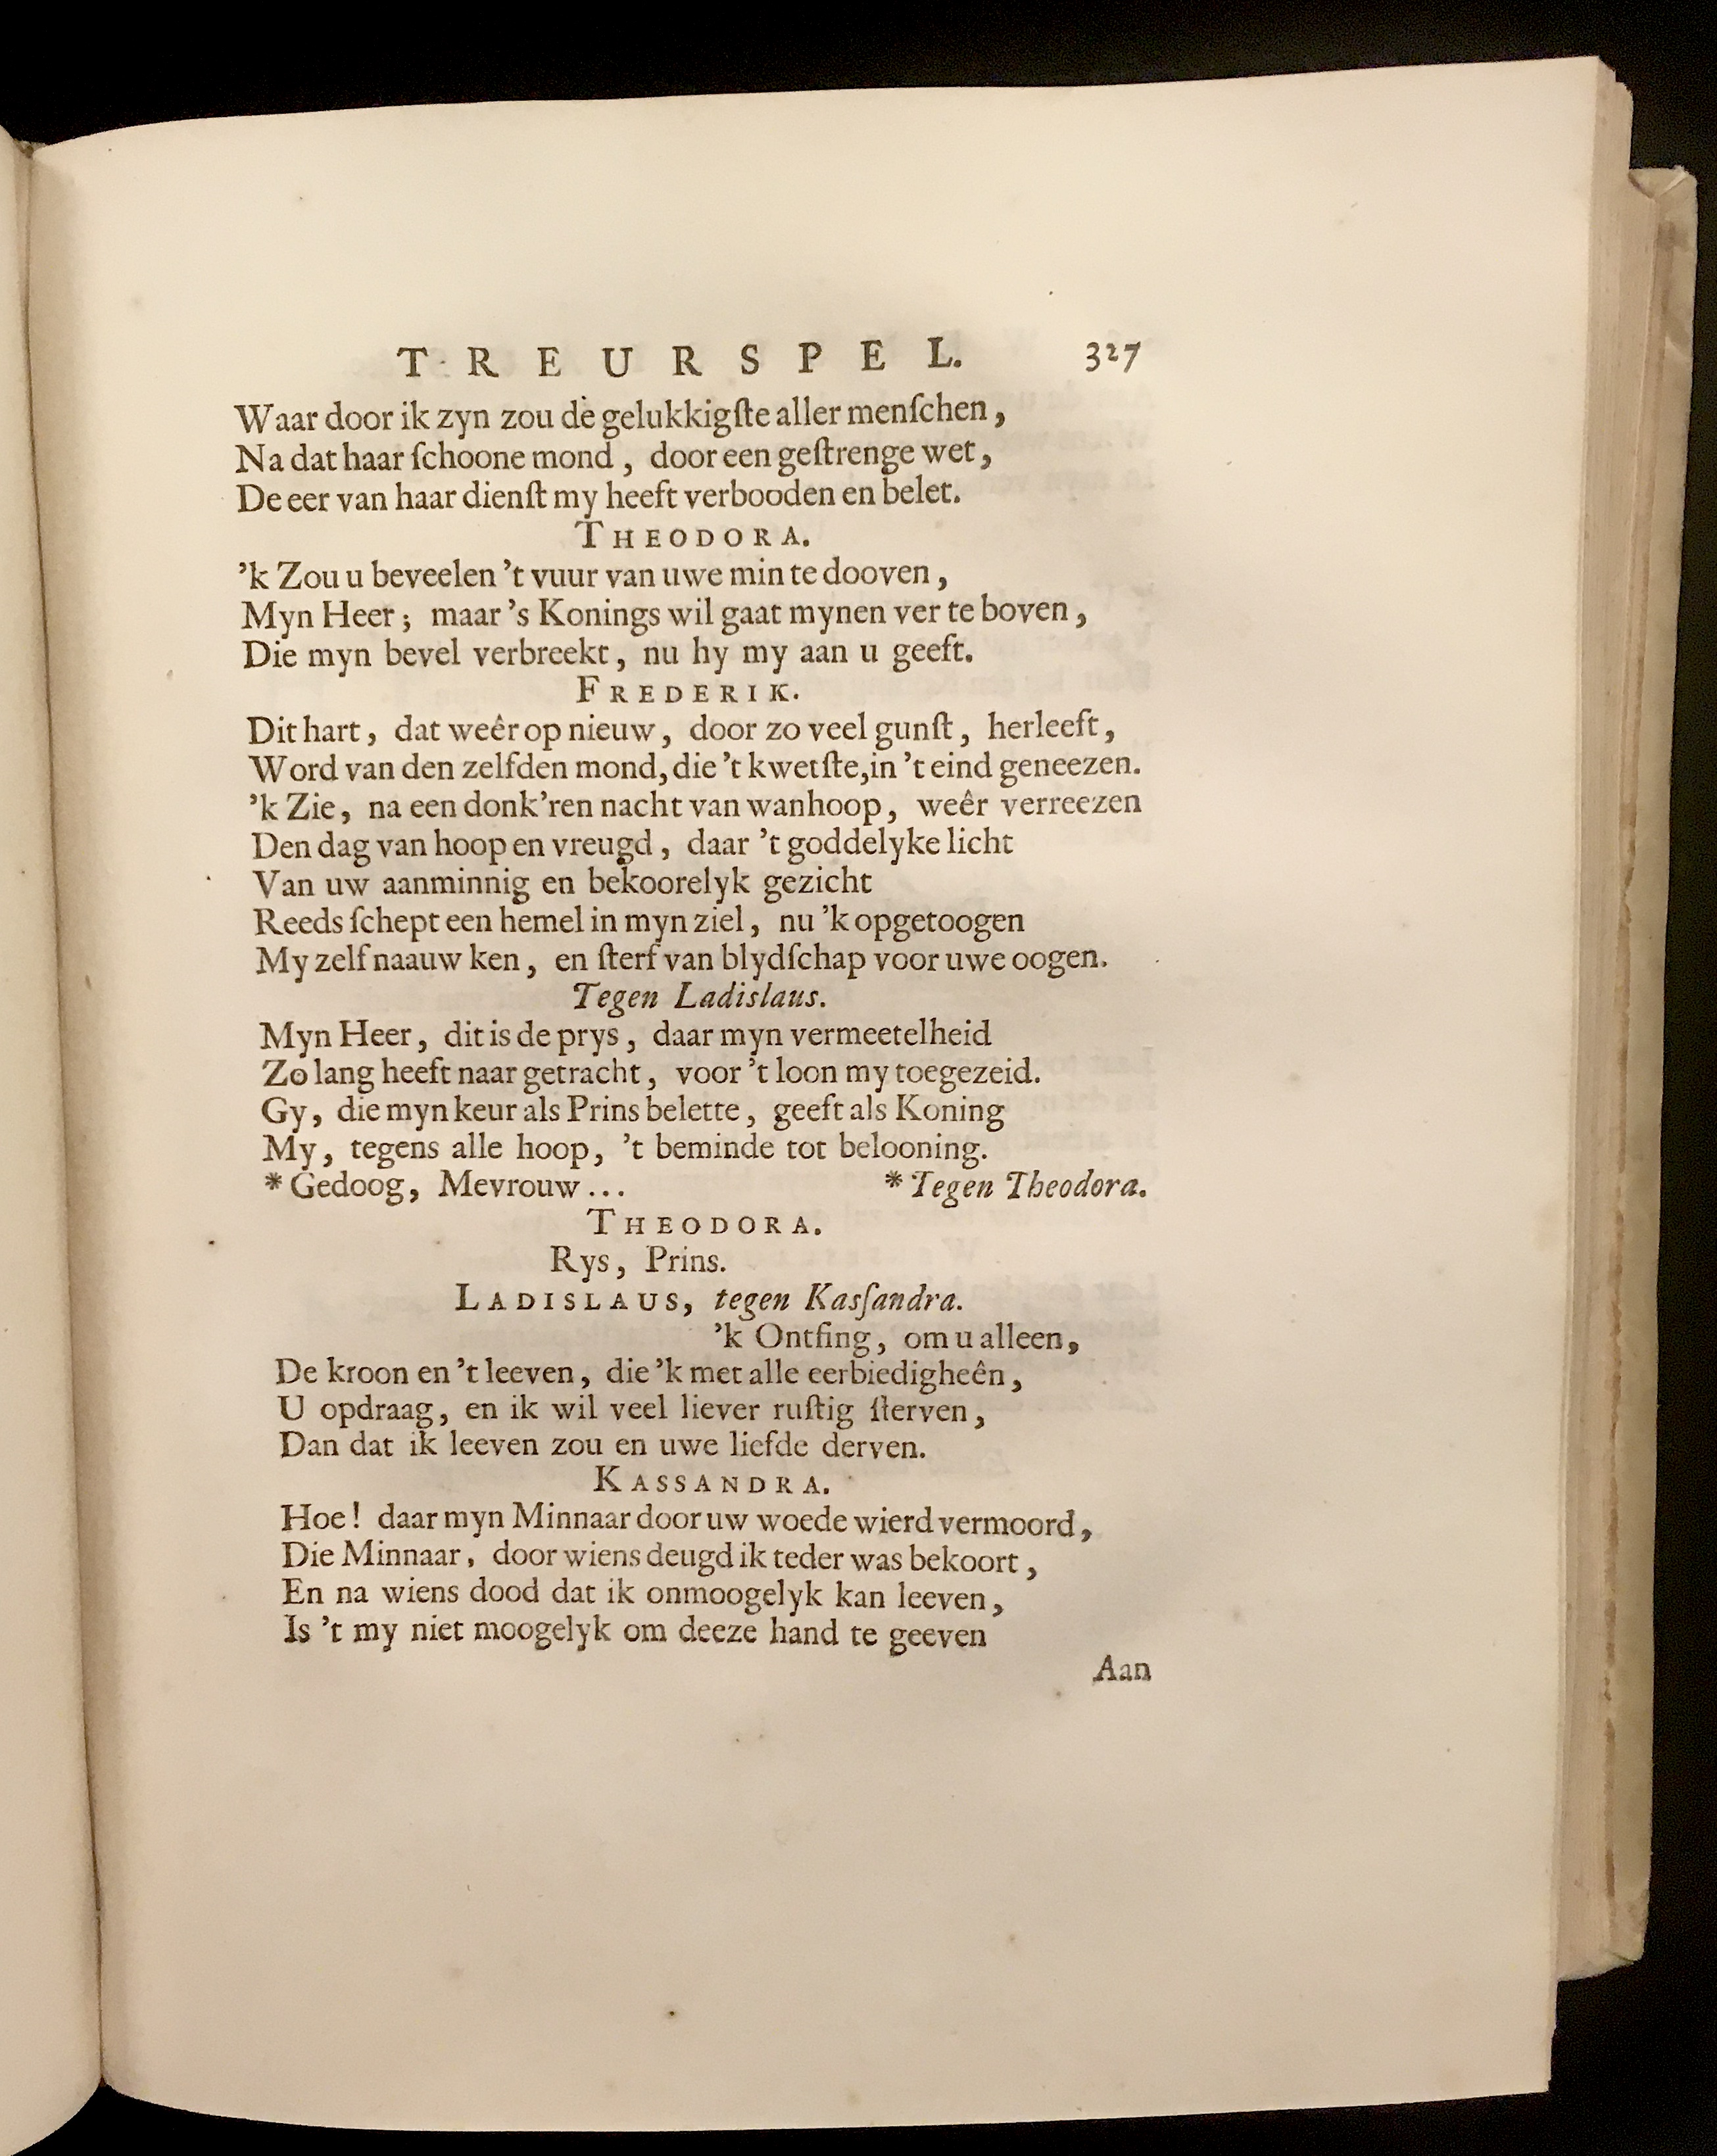 TREURSPEL. 327
Waar door ik zyn zou de gelukkigſte aller menſchen,
Na dat haar ſchoone mond, door een geſtrenge wet,
De eer van haar dienſt my heeft verbooden en belet.
THEODORA.
'k Zou u beveelen 't vuur van uwe min te dooven,
Myn Heer; maar 's Konings wil gaat mynen ver te boven,
Die myn bevel verbreekt, nu hy my aan u geeft.
FREDERIK.
Dit hart, dat weêr op nieuw, door zo veel gunſt, herleeft,
Word van den zelfden mond, die 't kwetſte, in 't eind geneezen.
'k Zie, na een donk'ren nacht van wanhoop, weêr verreezen
Den dag van hoop en vreugd, daar 't goddelyke licht
Van uw aanminnig en bekoorelyk gezicht
Reeds ſchept een hemel in myn ziel, nu 'k opgetoogen
My zelf naauw ken, en ſterf van blydſchap voor uwe oogen.
Tegen Ladislaus.
Myn Heer, dit is de prys, daar myn vermeetelheid
Zo lang heeft naar getracht, voor 't loon my toegezeid.
Gy, die myn keur als Prins belette, geeft als Koning
My, tegens alle hoop, 't beminde tot belooning.
* Gedoog, Mevrouw... * Tegen Theodora.
THEODORA.
Rys, Prins.
LADISLAUS, tegen Kasſandra.
'k Ontfing, om u alleen,
De kroon en 't leeven, die 'k met alle eerbiedigheên,
U opdraag, en ik wil veel liever ruſtig ſterven,
Dan dat ik leeven zou en uwe liefde derven.
KASSANDRA.
Hoe! daar myn Minnaar door uw woede wierd vermoord,
Die Minnaar, door wiens deugd ik teder was bekoort,
En na wiens dood dat ik onmoogelyk kan leeven,
Is 't my niet moogelyk om deeze hand te geeven
Aan